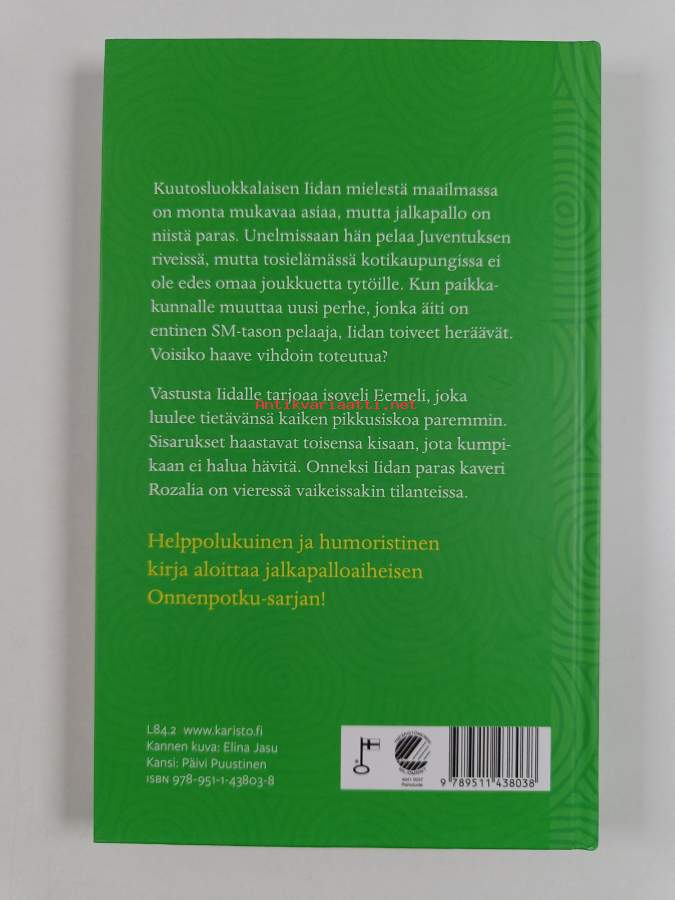 Kuutosluokkalaisen Iidan mielestä maailmassa
on monta mukavaa asiaa, mutta jalkapallo on
niistä paras. Unelmissaan hän pelaa Juventuksen
riveissä, mutta tosielämässä kotikaupungissa ei
ole edes omaa joukkuetta tytöille. Kun paikka-
kunnalle muuttaa uusi perhe, jonka äiti on
entinen SM-tason pelaaja, Iidan toiveet heräävät.
Voisiko haave vihdoin toteutua?
Vastusta Iidalle tarjoaa isoveli Eemeli, joka
Antikvariaatti.net
luulee tietävänsä kaiken pikkusiskoa paremmin.
Sisarukset haastavat toisensa kisaan, jota kumpi-
kaan ei halua hävitä. Onneksi Iidan paras kaveri
Rozalia on vieressä vaikeissakin tilanteissa.
Helppolukuinen ja humoristinen
kirja aloittaa jalkapalloaiheisen
Onnenpotku-sarjan!
L84.2 www.karisto.fi
Kannen kuva: Elina Jasu
Kansi: Päivi Puustinen
ISBN 978-951-1-43803-8
9 789511 438038